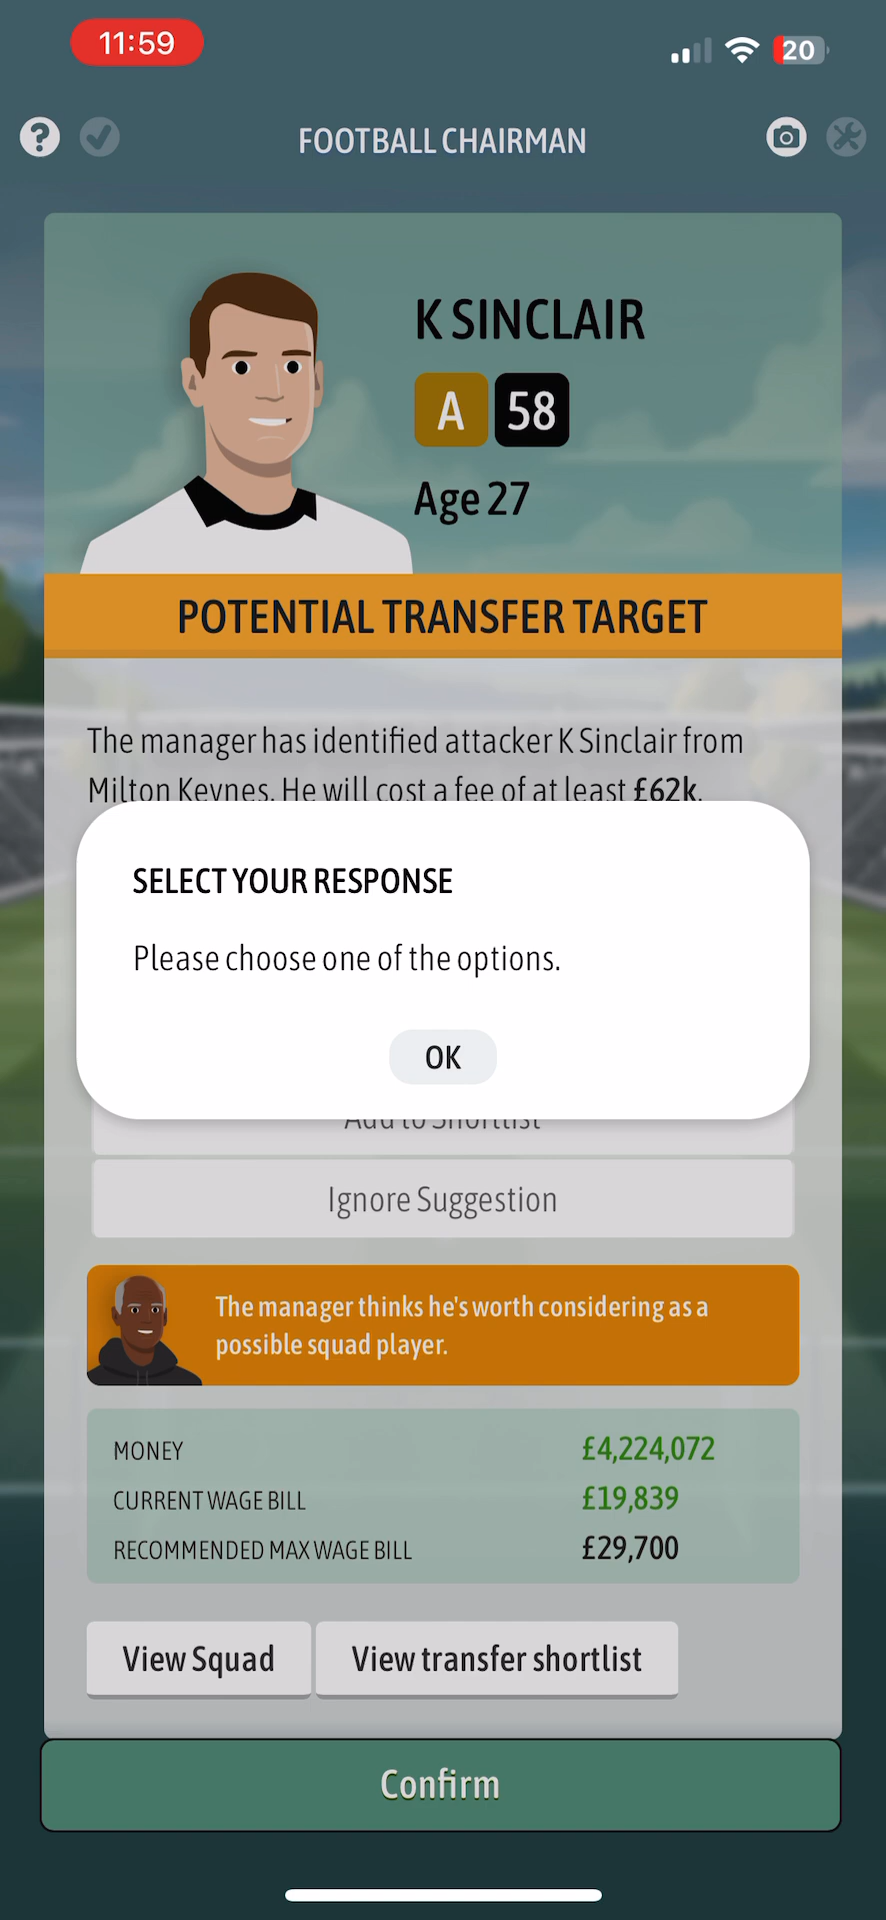 11:59
20
FOOTBALL CHAIRMAN
K SINCLAIR
A 58
Age 27
POTENTIAL TRANSFER TARGET
The manager has identified attacker K Sinclair from
Milton Keynes. He will cost a fee of at least £62k.
SELECT YOUR RESPONSE
Please choose one of the options.
OK
Add to Shortlist
Ignore Suggestion
The manager thinks he's worth considering as a
possible squad player.
MONEY £4,224,072
CURRENT WAGE BILL £19,839
RECOMMENDED MAX WAGE BILL £29,700
View Squad View transfer shortlist
Confirm